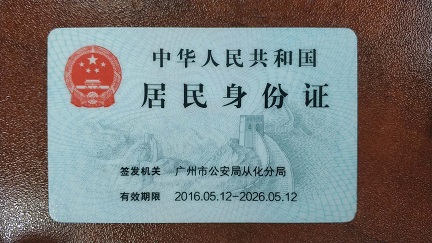 中华人民共和国
居民身份证
签发机关 广州市公安局从化分局
有效期限 2016.05.12-2026.05.12